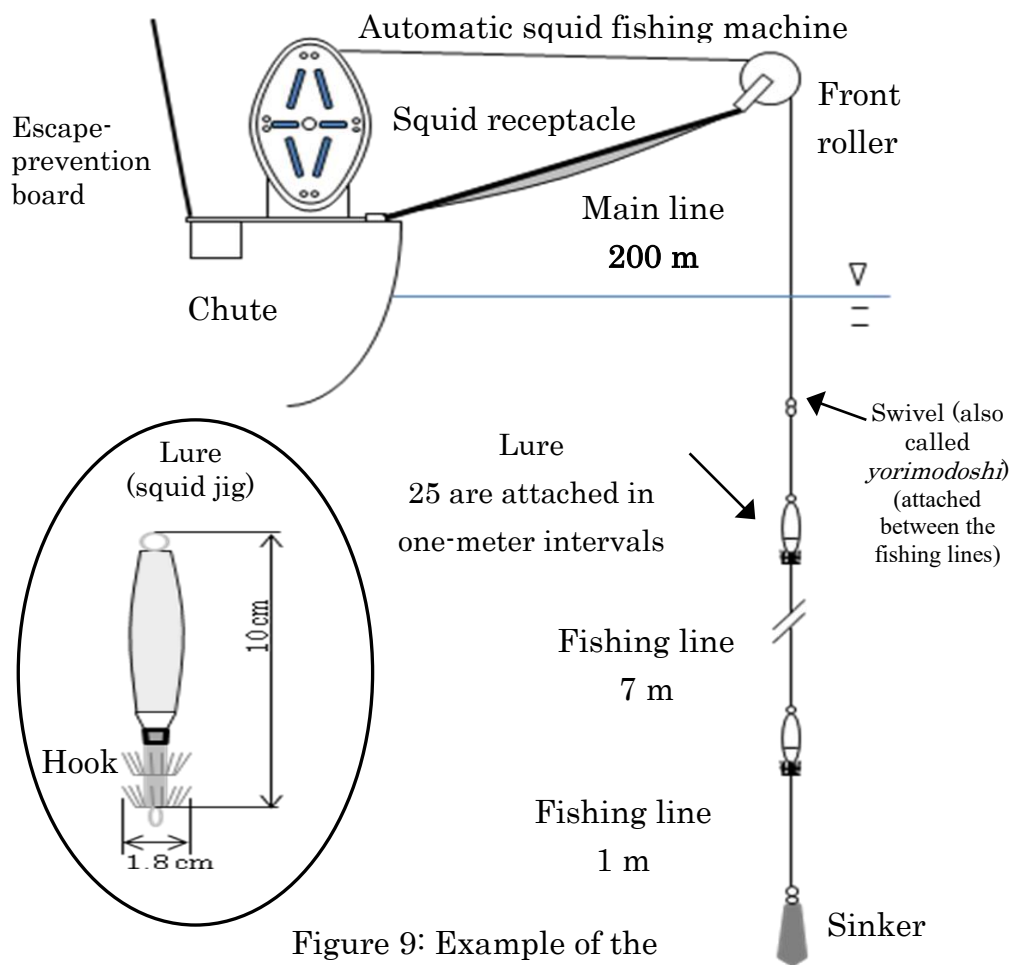 Automatic squid fishing machine
Escape-
prevention
board
Squid receptacle
Front
roller
Main line
200 m
Chute
Lure
(squid jig)
10 cm
Hook
1.8 cm
Lure
25 are attached in
one-meter intervals
Swivel (also
called
yorimodoshi)
(attached
between the
fishing lines)
Fishing line
7 m
Fishing line
1 m
Sinker
Figure 9: Example of the